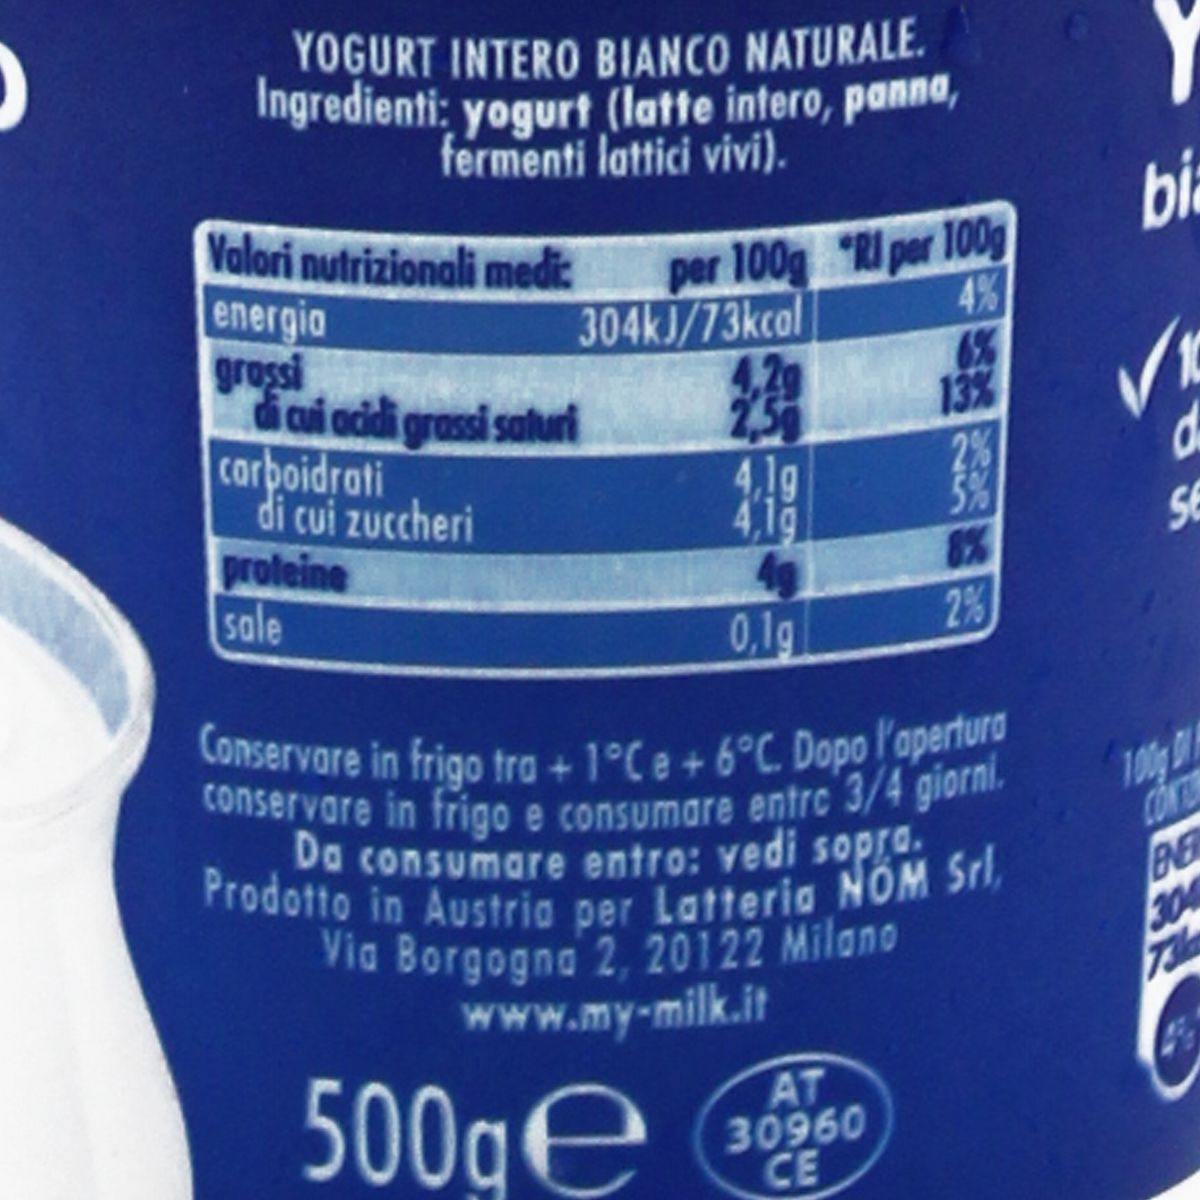 YOGURT INTERO BIANCO NATURALE.
Ingredienti: yogurt (latte intero, panna,
fermenti lattici vivi).
Valori nutrizionali medi: per 100g *RI per 100g
energia 304kJ/73kcal 4%
grassi 4,2g 6%
di cui acidi grassi saturi 2,5g 13%
carboidrati 4,1g 2%
di cui zuccheri 4,1g 5%
proteine 4g 8%
sale 0,1g 2%
Conservare in frigo tra + 1°C e + 6°C. Dopo l'apertura
conservare in frigo e consumare entro 3/4 giorni.
Da consumare entro: vedi sopra.
Prodotto in Austria per Latteria NÖM Srl,
Via Borgogna 2, 20122 Milano
www.my-milk.it
500g e
AT
30960
CE
100g DI
4%